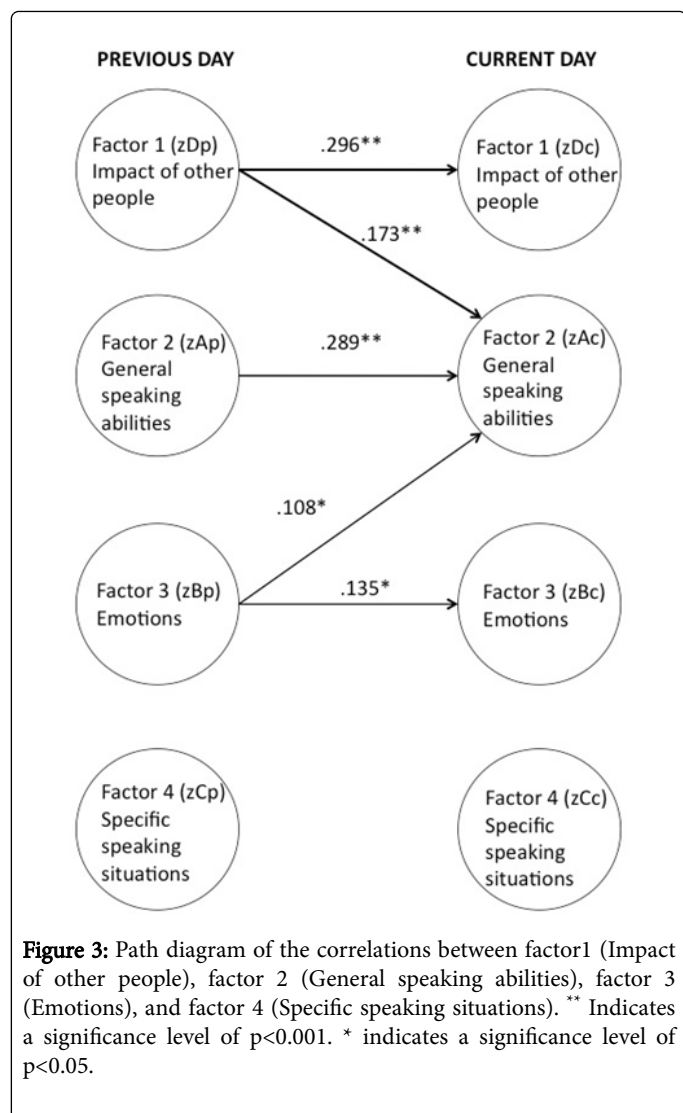 PREVIOUS DAY
CURRENT DAY
Factor 1 (zDp)
Impact of other
people
.296**
Factor 1 (zDc)
Impact of other
people
.173**
Factor 2 (zAp)
General
speaking
abilities
.289**
Factor 2 (zAc)
General
speaking
abilities
.108*
Factor 3 (zBp)
Emotions
.135*
Factor 3 (zBc)
Emotions
Factor 4 (zCp)
Specific
speaking
situations
Factor 4 (zCc)
Specific
speaking
situations
Figure 3: Path diagram of the correlations between factor1 (Impact
of other people), factor 2 (General speaking abilities), factor 3
(Emotions), and factor 4 (Specific speaking situations). ** Indicates
a significance level of p<0.001. * indicates a significance level of
p<0.05.